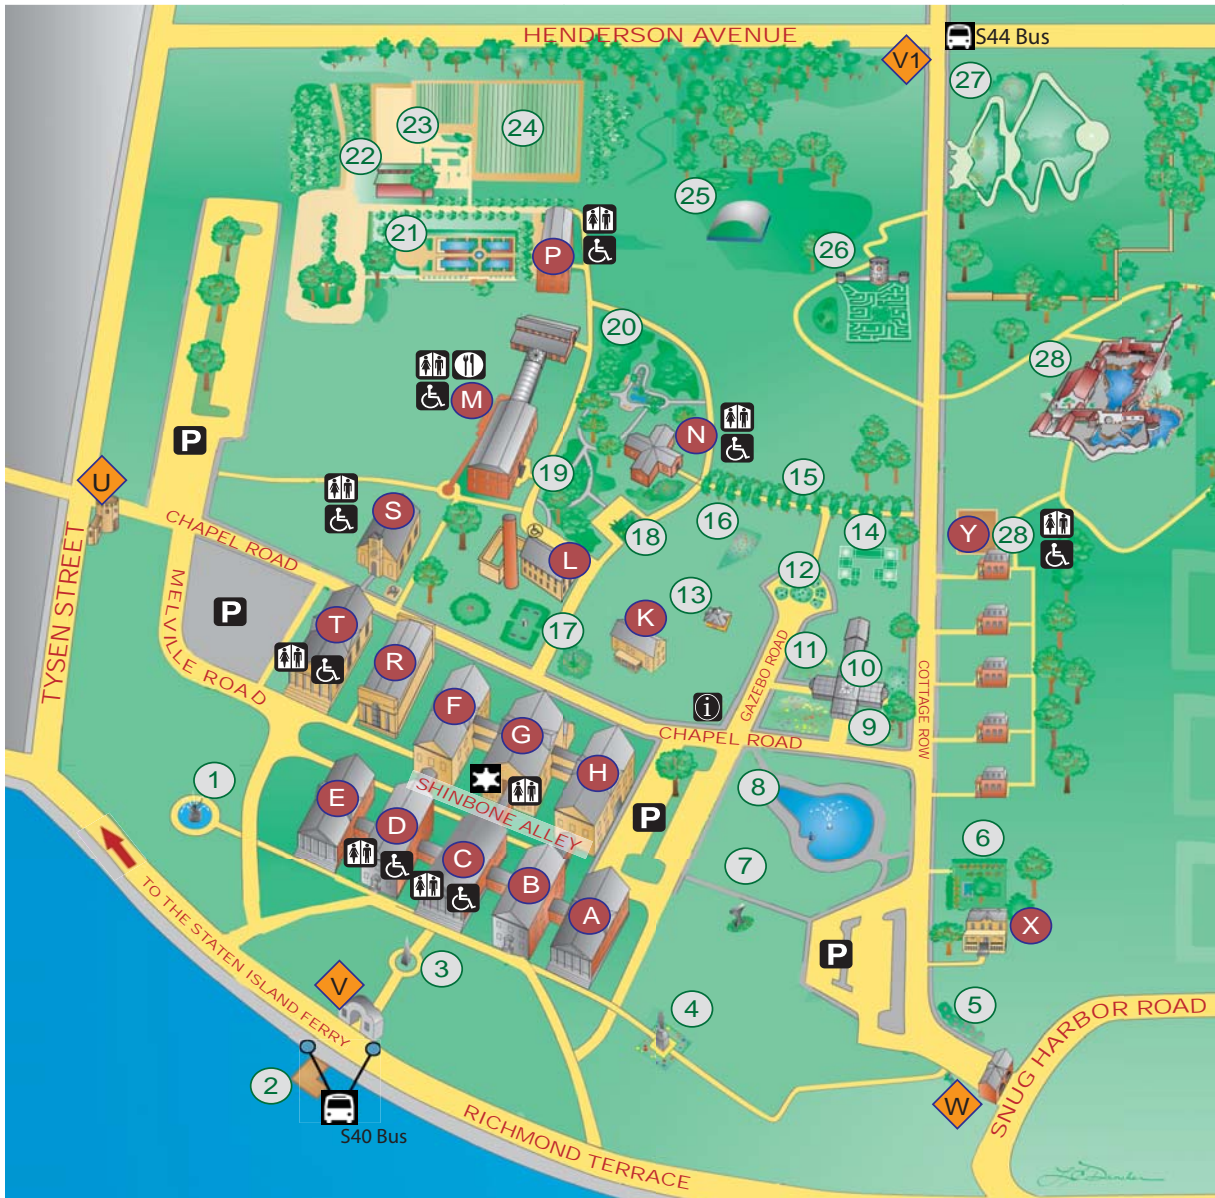 HENDERSON AVENUE
S44 Bus
V1
27
23
24
22
25
21
P
26
20
28
M
N
P
U
19
15
S
16
18
14
Y
28
CHAPEL ROAD
L
12
TYSEN STREET
MELVILLE ROAD
P
K
13
T
17
R
11
10
GAZEBO ROAD
COTTAGE ROW
F
i
G
CHAPEL ROAD
9
H
1
E
SHINBONE ALLEY
P
8
D
C
6
7
B
A
X
P
3
V
4
5
TO THE STATEN ISLAND FERRY
SNUG HARBOR ROAD
2
W
S40 Bus
RICHMOND TERRACE